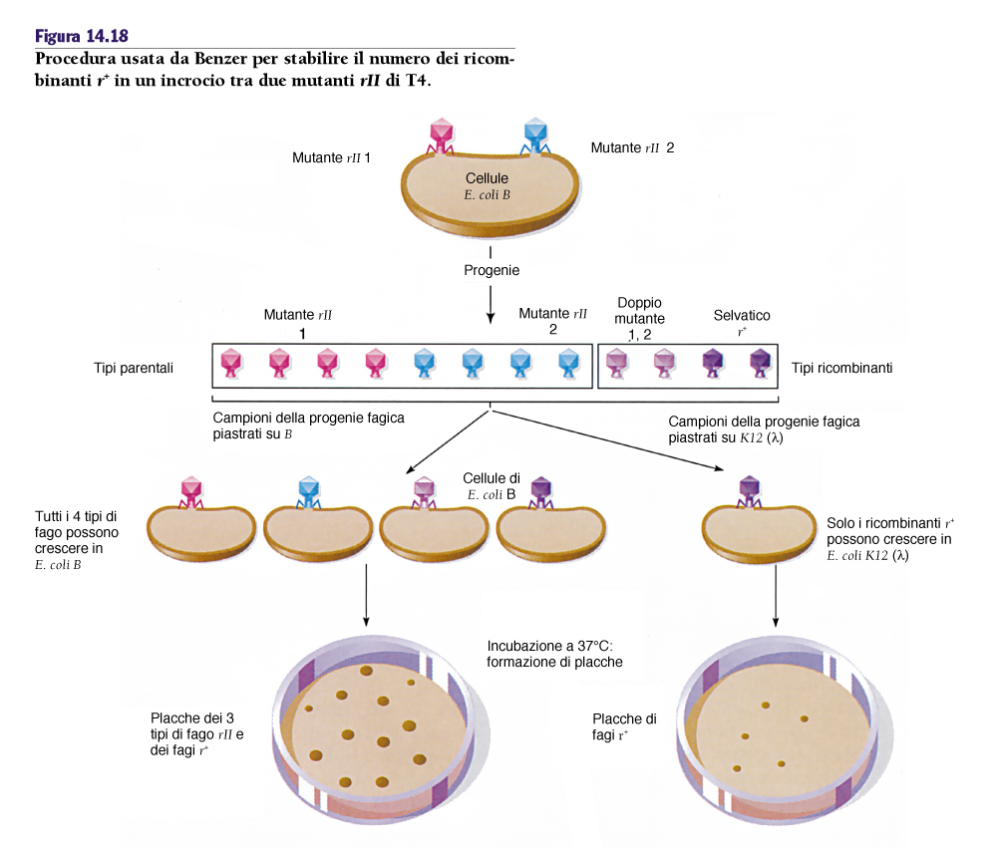 Figura 14.18
Procedura usata da Benzer per stabilire il numero dei ricom-
binanti r⁺ in un incrocio tra due mutanti rII di T4.
Mutante rII 1
Mutante rII 2
Cellule
E. coli B
Progenie
Mutante rII
1
Mutante rII
2
Doppio
mutante
1, 2
Selvatico
r⁺
Tipi parentali
Tipi ricombinanti
Campioni della progenie fagica
piastrati su B
Campioni della progenie fagica
piastrati su K12 (λ)
Tutti i 4 tipi di
fago possono
crescere in
E. coli B
Cellule di
E. coli B
Solo i ricombinanti r⁺
possono crescere in
E. coli K12 (λ)
Incubazione a 37°C:
formazione di placche
Placche dei 3
tipi di fago rII e
dei fagi r⁺
Placche di
fagi r⁺